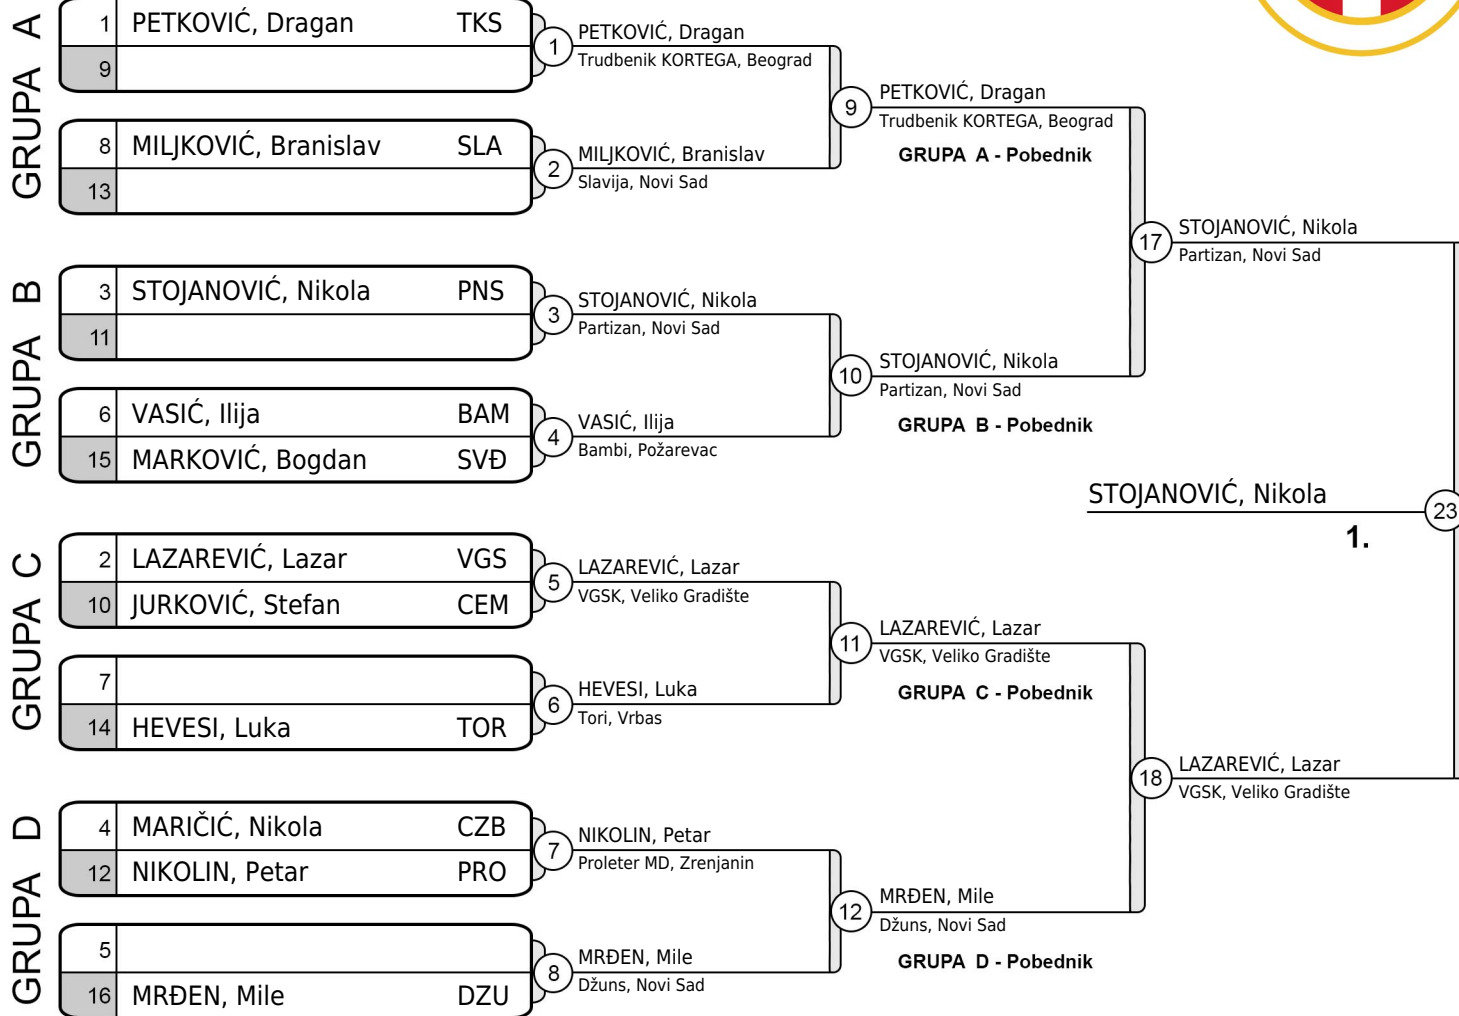 GRUPA A
1 PETKOVIĆ, Dragan TKS
9
8 MILJKOVIĆ, Branislav SLA
13
GRUPA B
3 STOJANOVIĆ, Nikola PNS
11
6 VASIĆ, Ilija BAM
15 MARKOVIĆ, Bogdan SVĐ
GRUPA C
2 LAZAREVIĆ, Lazar VGS
10 JURKOVIĆ, Stefan CEM
7
14 HEVESI, Luka TOR
GRUPA D
4 MARIČIĆ, Nikola CZB
12 NIKOLIN, Petar PRO
5
16 MRĐEN, Mile DZU
1
PETKOVIĆ, Dragan
Trudbenik KORTEGA, Beograd
2
MILJKOVIĆ, Branislav
Slavija, Novi Sad
3
STOJANOVIĆ, Nikola
Partizan, Novi Sad
4
VASIĆ, Ilija
Bambi, Požarevac
5
LAZAREVIĆ, Lazar
VGSK, Veliko Gradište
6
HEVESI, Luka
Tori, Vrbas
7
NIKOLIN, Petar
Proleter MD, Zrenjanin
8
MRĐEN, Mile
Džuns, Novi Sad
9
PETKOVIĆ, Dragan
Trudbenik KORTEGA, Beograd
GRUPA A - Pobednik
10
STOJANOVIĆ, Nikola
Partizan, Novi Sad
GRUPA B - Pobednik
11
LAZAREVIĆ, Lazar
VGSK, Veliko Gradište
GRUPA C - Pobednik
12
MRĐEN, Mile
Džuns, Novi Sad
GRUPA D - Pobednik
17
STOJANOVIĆ, Nikola
Partizan, Novi Sad
18
LAZAREVIĆ, Lazar
VGSK, Veliko Gradište
STOJANOVIĆ, Nikola
23
1.